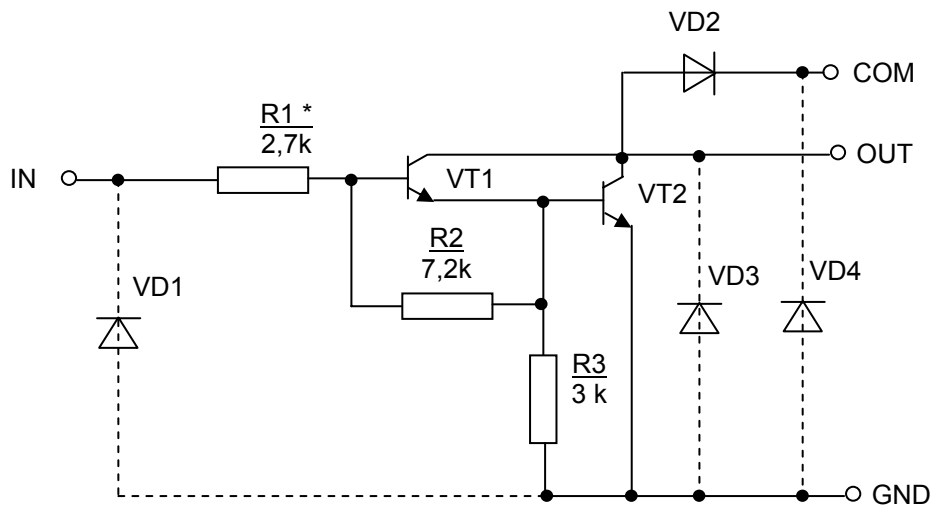 VD2
COM
R1 *
2,7k
OUT
IN
VT1
VT2
R2
7,2k
VD1
VD3
VD4
R3
3 k
GND